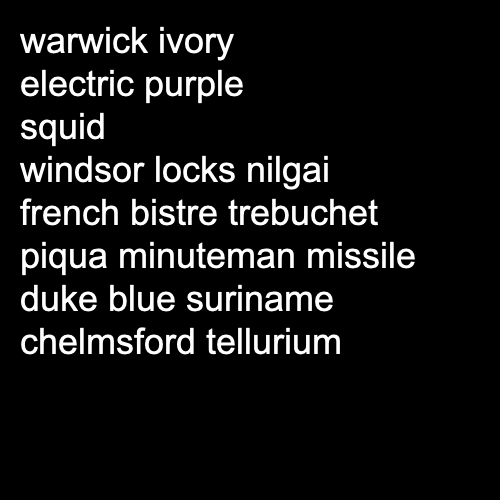 warwick ivory
electric purple
squid
windsor locks nilgai
french bistre trebuchet
piqua minuteman missile
duke blue suriname
chelmsford tellurium